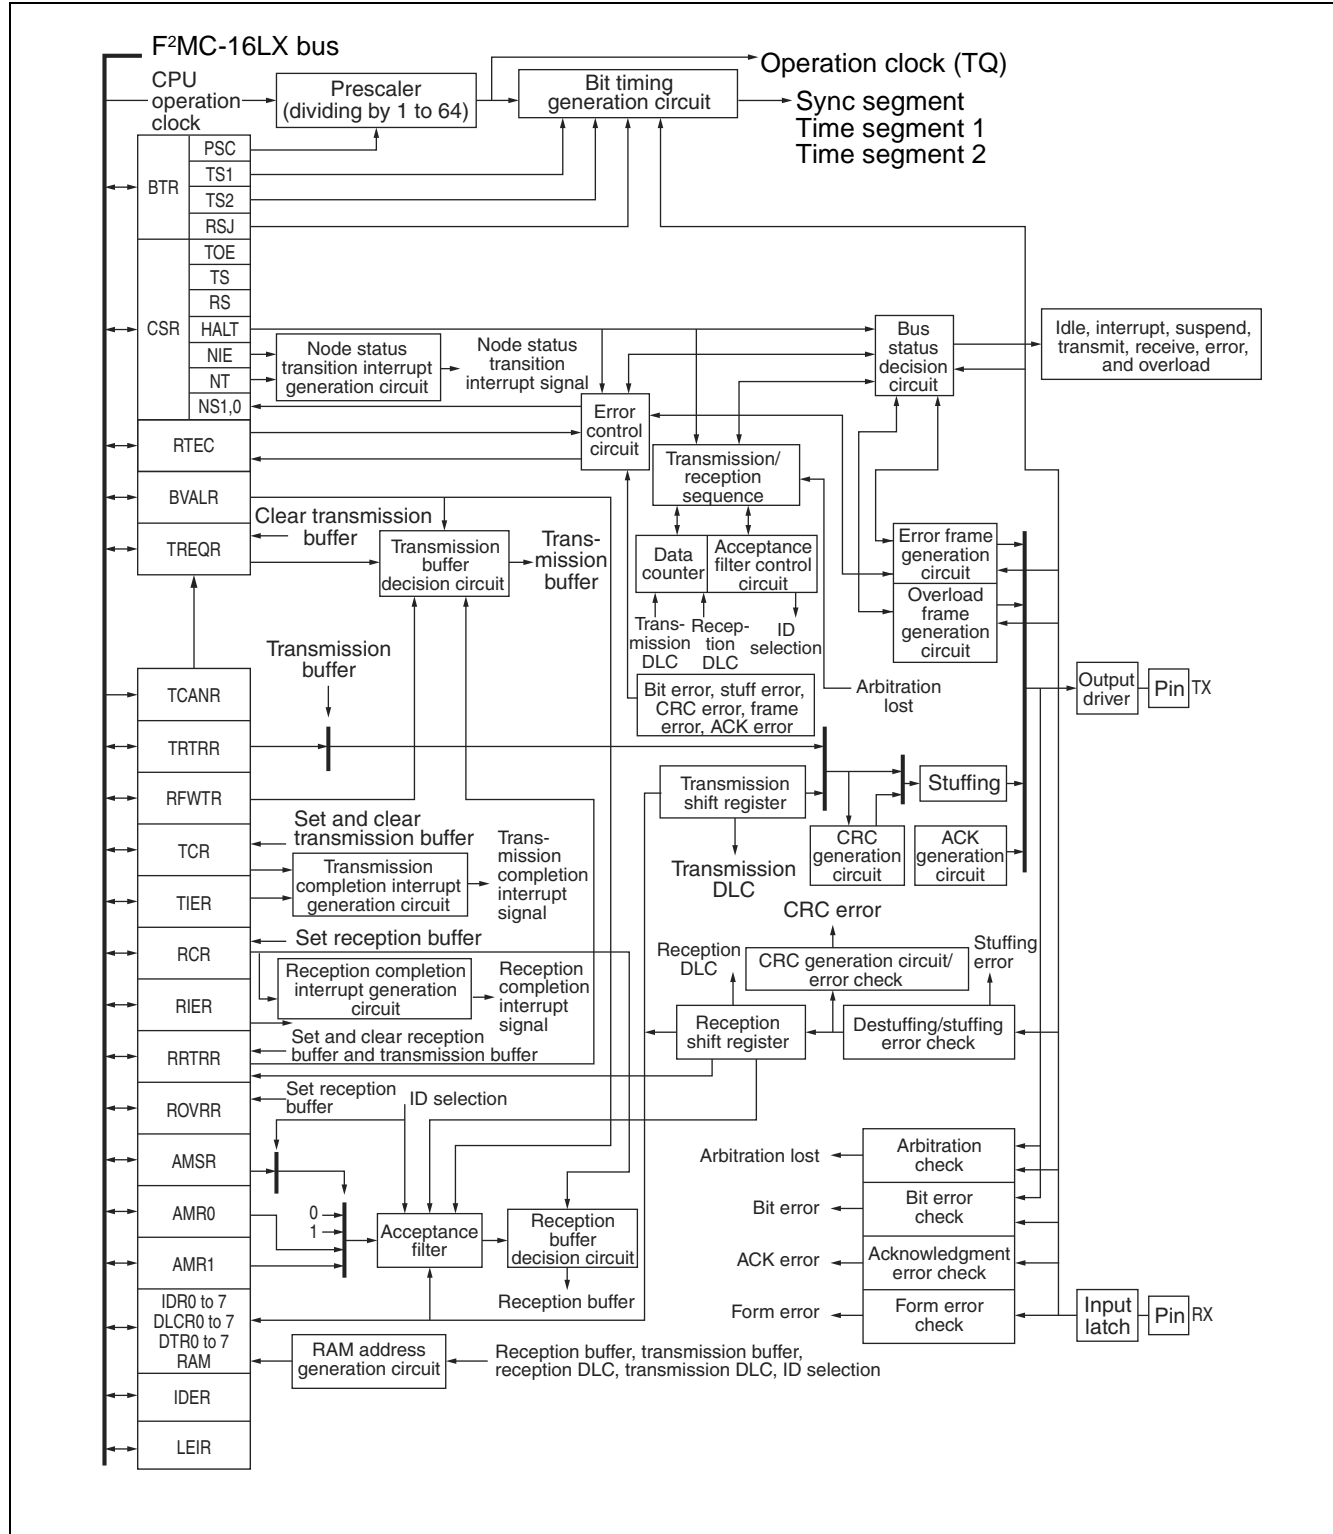 F²MC-16LX bus
CPU
operation
clock
Prescaler
(dividing by 1 to 64)
Bit timing
generation circuit
Operation clock (TQ)
Sync segment
Time segment 1
Time segment 2
BTR
PSC
TS1
TS2
RSJ
CSR
TOE
TS
RS
HALT
NIE
NT
NS1,0
Node status
transition interrupt
generation circuit
Node status
transition
interrupt signal
Bus
status
decision
circuit
Idle, interrupt, suspend,
transmit, receive, error,
and overload
Error
control
circuit
RTEC
Transmission/
reception
sequence
BVALR
Clear transmission
buffer
TREQR
Transmission
buffer
decision circuit
Trans-
mission
buffer
Data
counter
Acceptance
filter control
circuit
Error frame
generation
circuit
Overload
frame
generation
circuit
Trans-
mission
DLC
Recep-
tion
DLC
ID
selection
Transmission
buffer
Bit error, stuff error,
CRC error, frame
error, ACK error
Arbitration
lost
Output
driver
Pin
TX
TCANR
TRTRR
RFWTR
Transmission
shift register
Stuffing
Set and clear
transmission buffer
TCR
Transmission
completion interrupt
generation circuit
Trans-
mission
completion
interrupt
signal
Transmission
DLC
CRC
generation
circuit
ACK
generation
circuit
TIER
CRC error
Set reception buffer
RCR
Reception completion
interrupt generation
circuit
Reception
completion
interrupt
signal
Reception
DLC
CRC generation circuit/
error check
Stuffing
error
RIER
Reception
shift register
Destuffing/stuffing
error check
Set and clear reception
buffer and transmission buffer
RRTRR
Set reception
buffer
ID selection
ROVRR
AMSR
Arbitration lost
Arbitration
check
AMR0
0
1
Acceptance
filter
Reception
buffer
decision circuit
Bit error
Bit error
check
AMR1
ACK error
Acknowledgment
error check
Reception buffer
Form error
Form error
check
Input
latch
Pin
RX
IDR0 to 7
DLCR0 to 7
DTR0 to 7
RAM
RAM address
generation circuit
Reception buffer, transmission buffer,
reception DLC, transmission DLC, ID selection
IDER
LEIR